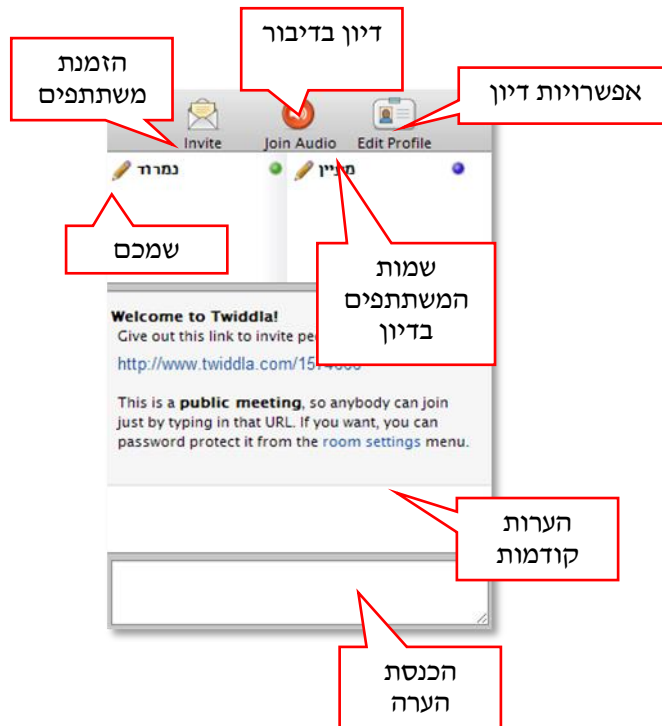 דיון בדיבור
הזמנת
משתתפים
אפשרויות דיון
Invite
Join Audio
Edit Profile
נמרוד
מעיין
שמכם
שמות
המשתתפים
בדיון
Welcome to Twiddla!
Give out this link to invite
http://www.twiddla.com/
This is a public meeting, so anybody can join
just by typing in that URL. If you want, you can
password protect it from the room settings menu.
הערות
קודמות
הכנסת
הערה